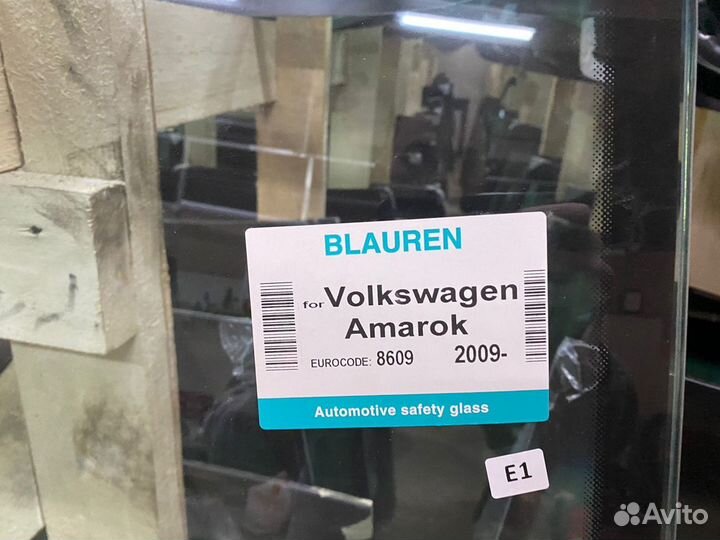 BLAUREN
for Volkswagen
Amarok
EUROCODE: 8609 2009-
Automotive safety glass
E1
Avito